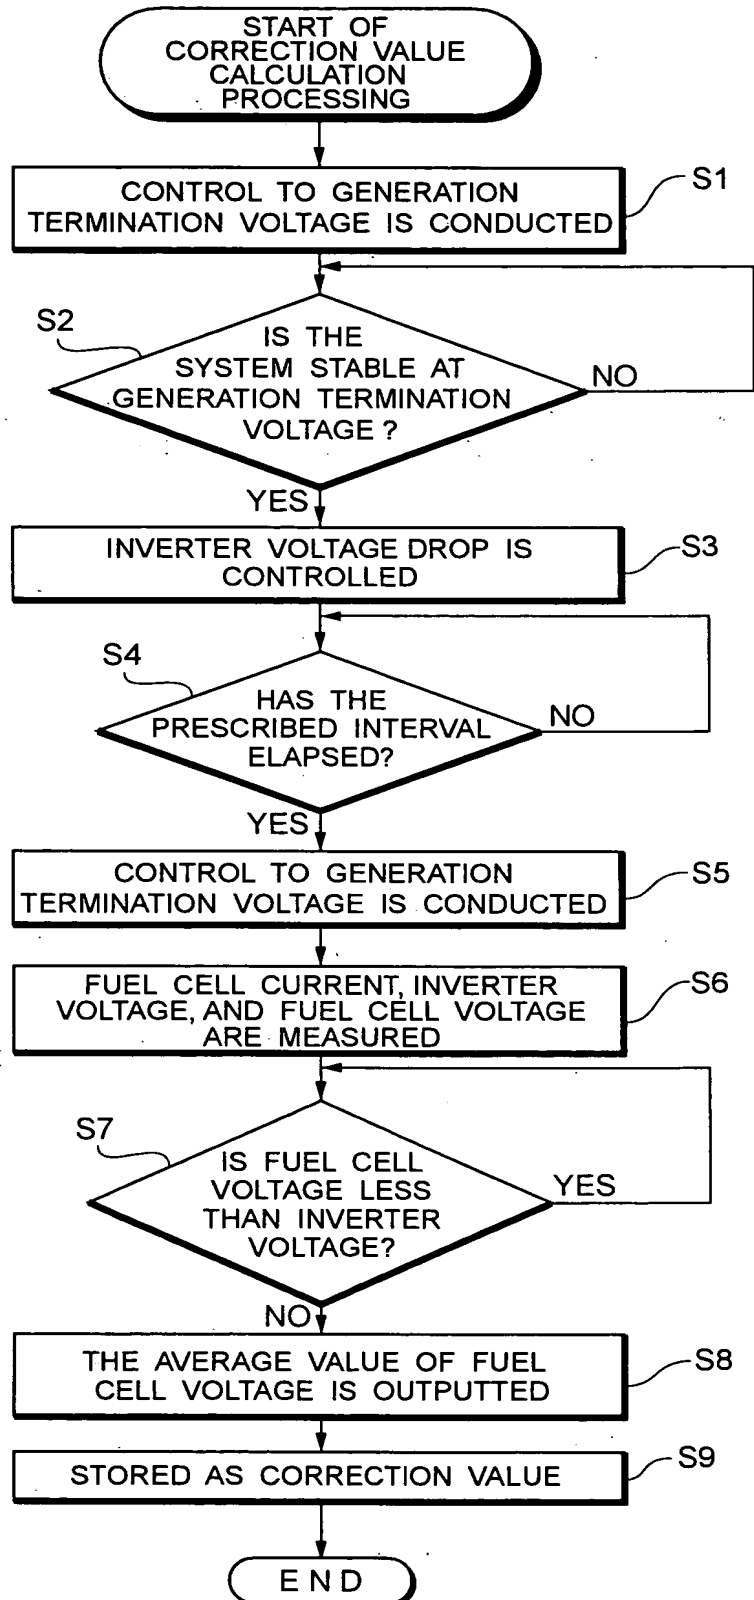 START OF
CORRECTION VALUE
CALCULATION
PROCESSING
CONTROL TO GENERATION
TERMINATION VOLTAGE IS CONDUCTED
S1
S2
IS THE
SYSTEM STABLE AT
GENERATION TERMINATION
VOLTAGE ?
NO
YES
INVERTER VOLTAGE DROP IS
CONTROLLED
S3
S4
HAS THE
PRESCRIBED INTERVAL
ELAPSED?
NO
YES
CONTROL TO GENERATION
TERMINATION VOLTAGE IS CONDUCTED
S5
FUEL CELL CURRENT, INVERTER
VOLTAGE, AND FUEL CELL VOLTAGE
ARE MEASURED
S6
S7
IS FUEL CELL
VOLTAGE LESS
THAN INVERTER
VOLTAGE?
YES
NO
THE AVERAGE VALUE OF FUEL
CELL VOLTAGE IS OUTPUTTED
S8
STORED AS CORRECTION VALUE
S9
END